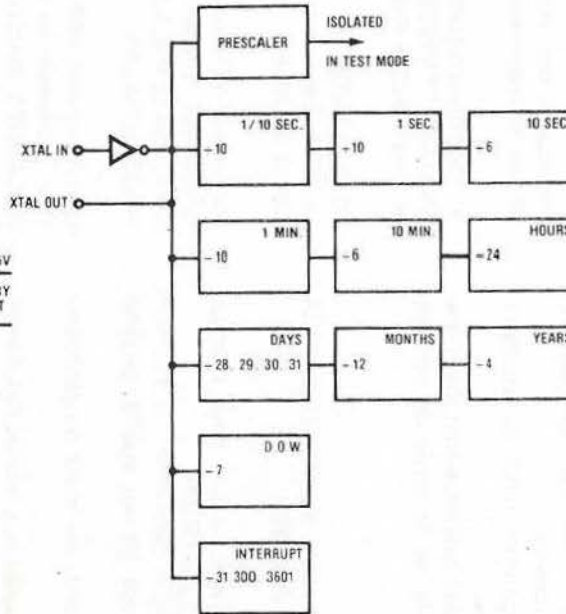 PRESCALER
ISOLATED
IN TEST MODE
XTAL IN
XTAL OUT
1/10 SEC.
÷10
1 SEC.
÷10
10 SEC
÷6
1 MIN.
÷10
10 MIN.
÷6
HOURS
÷24
DAYS
÷28. 29. 30. 31
MONTHS
÷12
YEARS
÷4
D O W
÷7
INTERRUPT
÷31 300 3601
V
RY
T